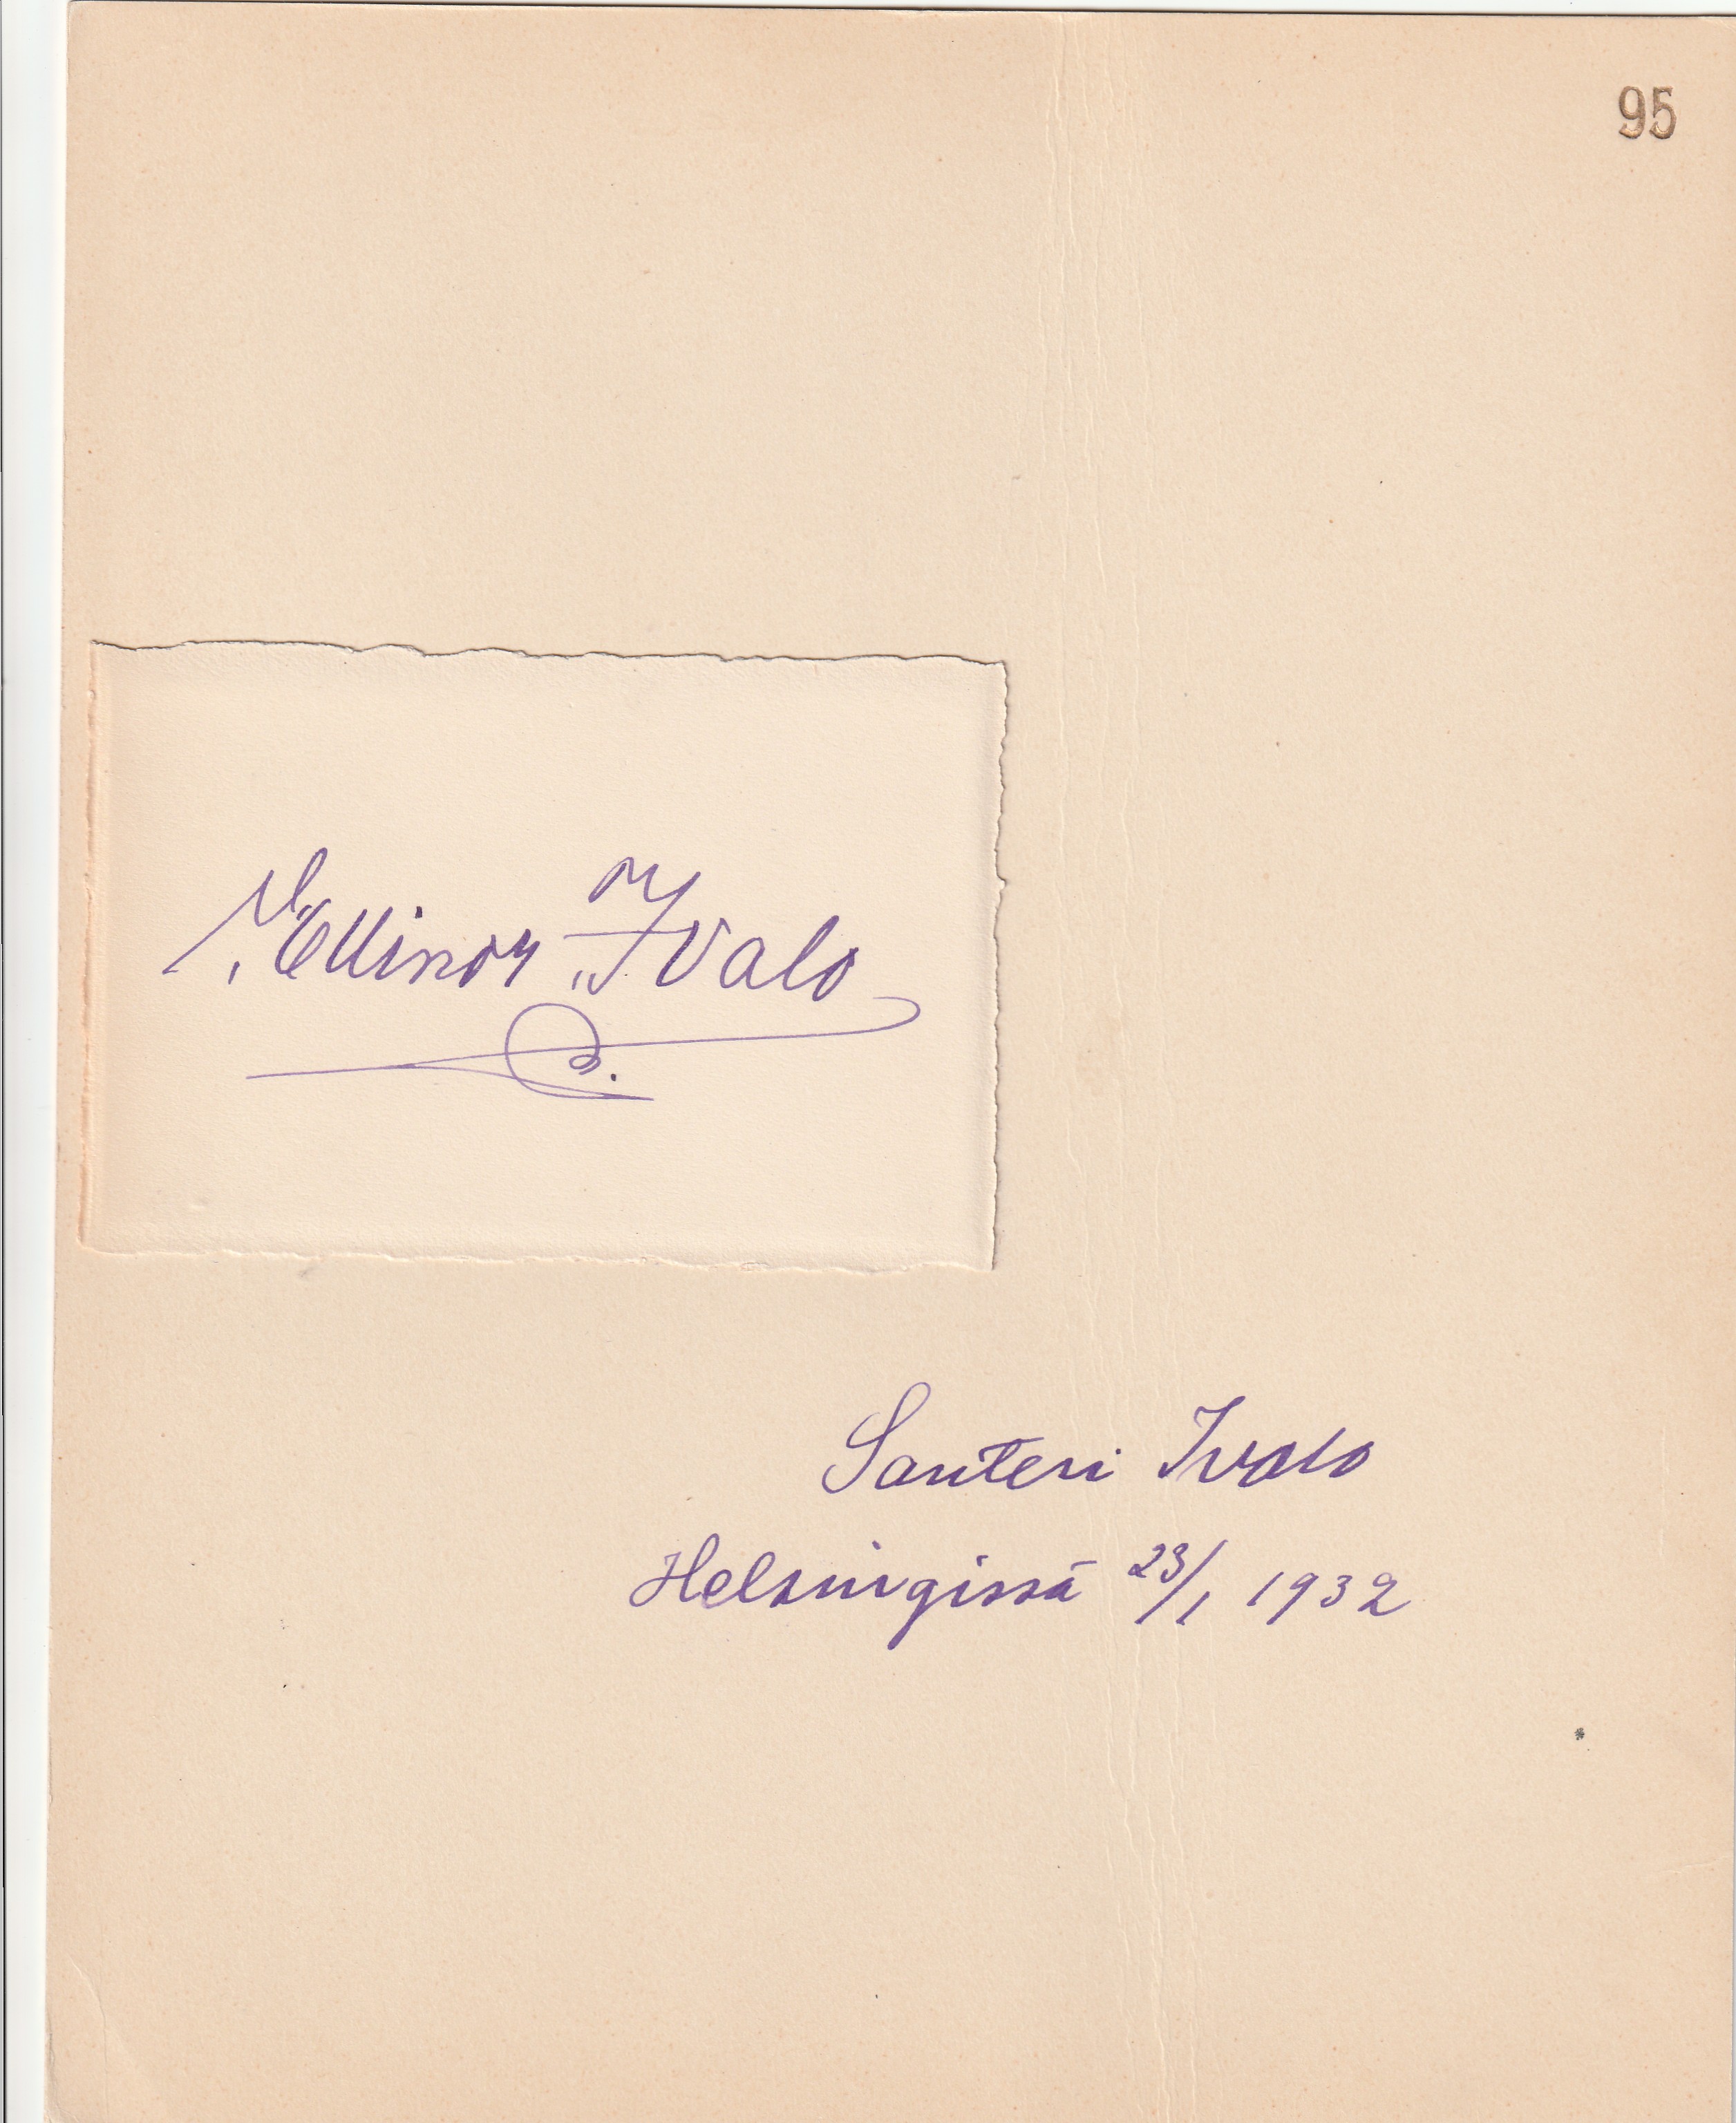 95
Ellinor Ivalo
Santeri Ivalo
Helsingissä 23/1 1932